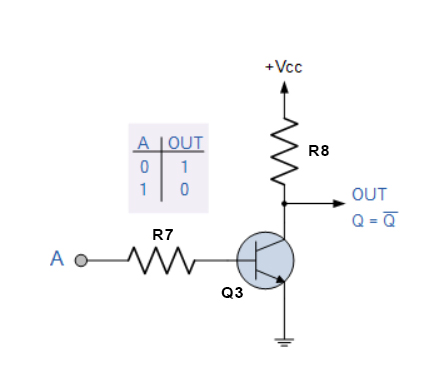 +Vcc
R8
A OUT
0 1
1 0
OUT
Q = Q̅
R7
A
Q3